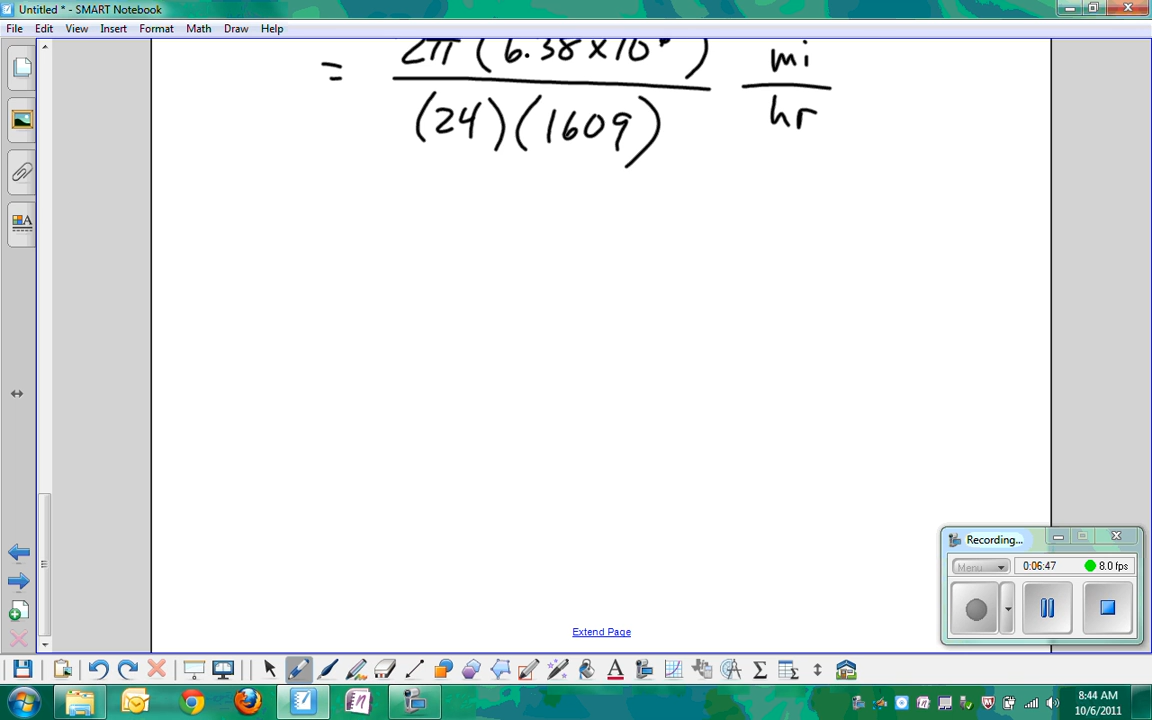 Untitled * - SMART Notebook
File Edit View Insert Format Math Draw Help
= 2π (6.38×10 ) mi
(24)(1609) hr
Recording...
Menu 0:06:47 8.0 fps
Extend Page
8:44 AM
10/6/2011